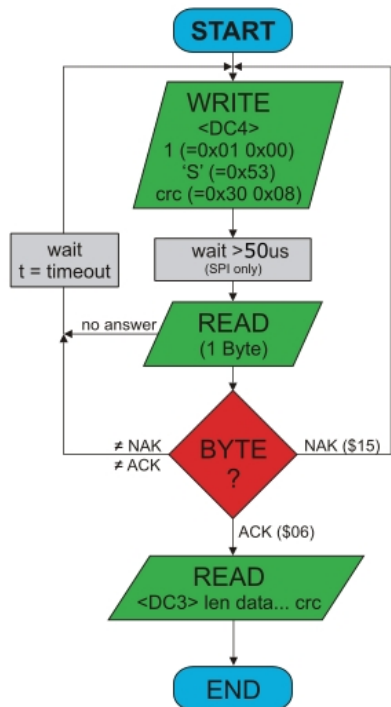 START
WRITE
<DC4>
1 (=0x01 0x00)
‘S’ (=0x53)
crc (=0x30 0x08)
wait
t = timeout
wait >50us
(SPI only)
no answer
READ
(1 Byte)
≠ NAK
≠ ACK
BYTE
?
NAK ($15)
ACK ($06)
READ
<DC3> len data... crc
END